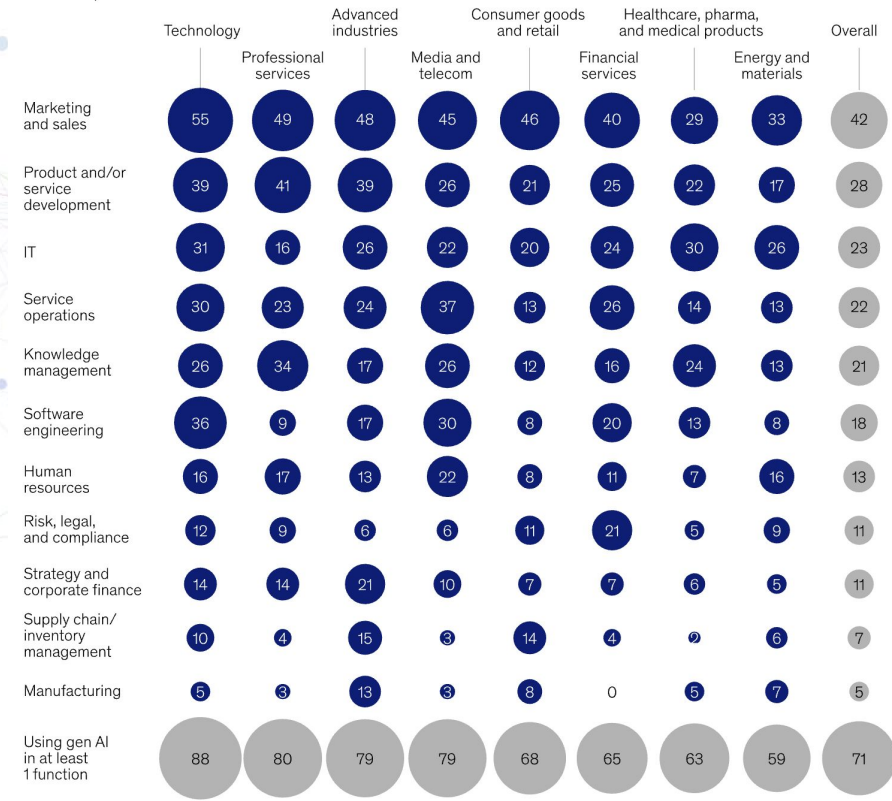 Technology
Professional
services
Advanced
industries
Media and
telecom
Consumer goods
and retail
Financial
services
Healthcare, pharma,
and medical products
Energy and
materials
Overall
Marketing
and sales
55 49 48 45 46 40 29 33 42
Product and/or
service
development
39 41 39 26 21 25 22 17 28
IT
31 16 26 22 20 24 30 26 23
Service
operations
30 23 24 37 13 26 14 13 22
Knowledge
management
26 34 17 26 12 16 24 13 21
Software
engineering
36 9 17 30 8 20 13 8 18
Human
resources
16 17 13 22 8 11 7 16 13
Risk, legal,
and compliance
12 9 6 6 11 21 5 9 11
Strategy and
corporate finance
14 14 21 10 7 7 6 5 11
Supply chain/
inventory
management
10 4 15 3 14 4 2 6 7
Manufacturing
5 3 13 3 8 0 5 7 5
Using gen AI
in at least
1 function
88 80 79 79 68 65 63 59 71